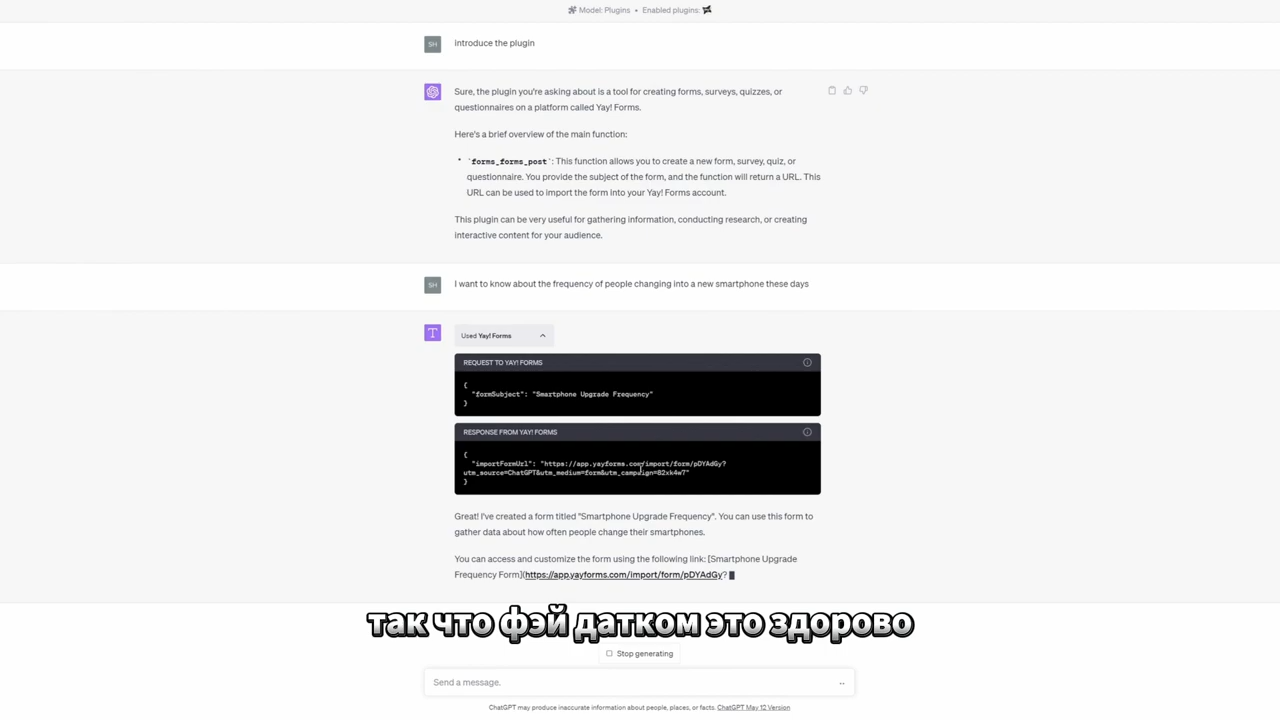 Model: Plugins • Enabled plugins:
SH
introduce the plugin
Sure, the plugin you're asking about is a tool for creating forms, surveys, quizzes, or
questionnaires on a platform called Yay! Forms.
Here's a brief overview of the main function:
• `forms_forms_post`: This function allows you to create a new form, survey, quiz, or
questionnaire. You provide the subject of the form, and the function will return a URL. This
URL can be used to import the form into your Yay! Forms account.
This plugin can be very useful for gathering information, conducting research, or creating
interactive content for your audience.
SH
I want to know about the frequency of people changing into a new smartphone these days
T
Used Yay! Forms
REQUEST TO YAY! FORMS
{
"formSubject": "Smartphone Upgrade Frequency"
}
RESPONSE FROM YAY! FORMS
{
"importFormUrl": "https://app.yayforms.com/import/form/pDYAdGy?
utm_source=ChatGPT&utm_medium=form&utm_campaign=82xk4w7"
}
Great! I've created a form titled "Smartphone Upgrade Frequency". You can use this form to
gather data about how often people change their smartphones.
You can access and customize the form using the following link: [Smartphone Upgrade
Frequency Form](https://app.yayforms.com/import/form/pDYAdGy?
так что фэй датком это здорово
Stop generating
Send a message.
ChatGPT may produce inaccurate information about people, places, or facts. ChatGPT May 12 Version